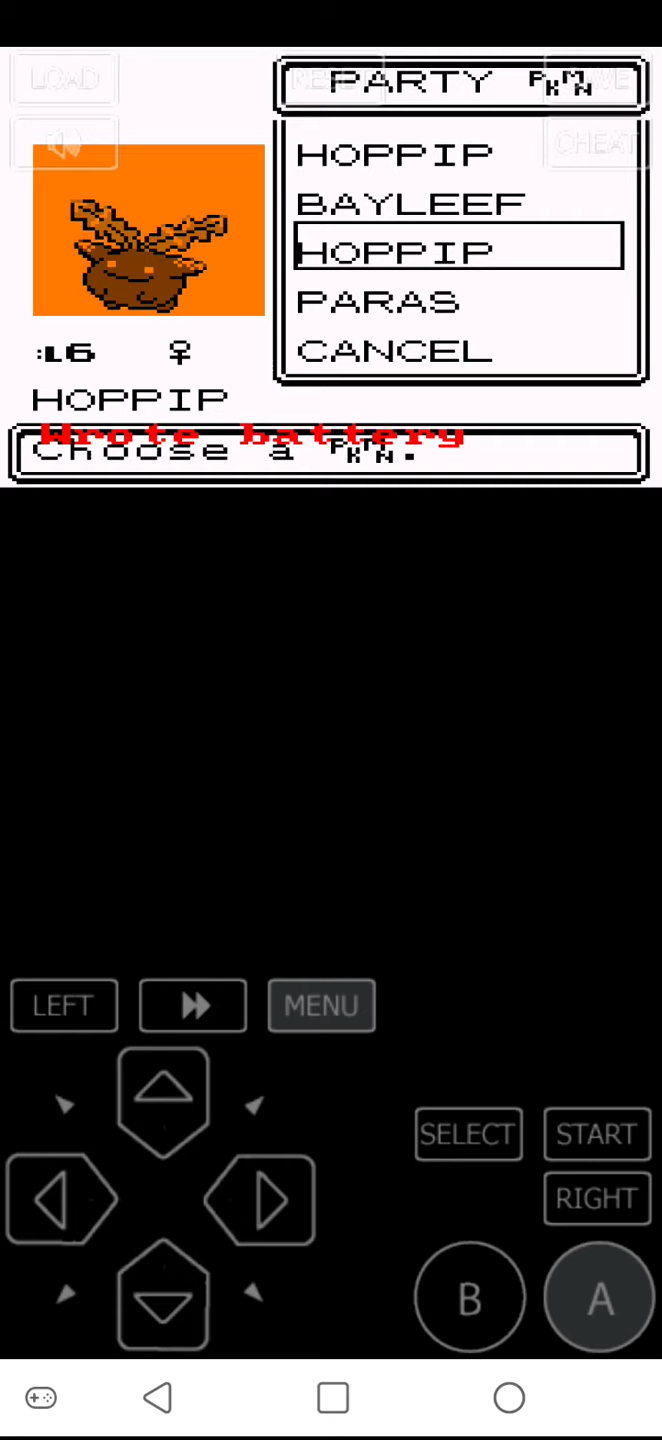 LOAD
PARTY PKMN
CHEAT
HOPPIP
BAYLEEF
HOPPIP
PARAS
CANCEL
:L6 ♀
HOPPIP
Wrote battery
Choose a PKMN.
LEFT
MENU
SELECT
START
RIGHT
B
A